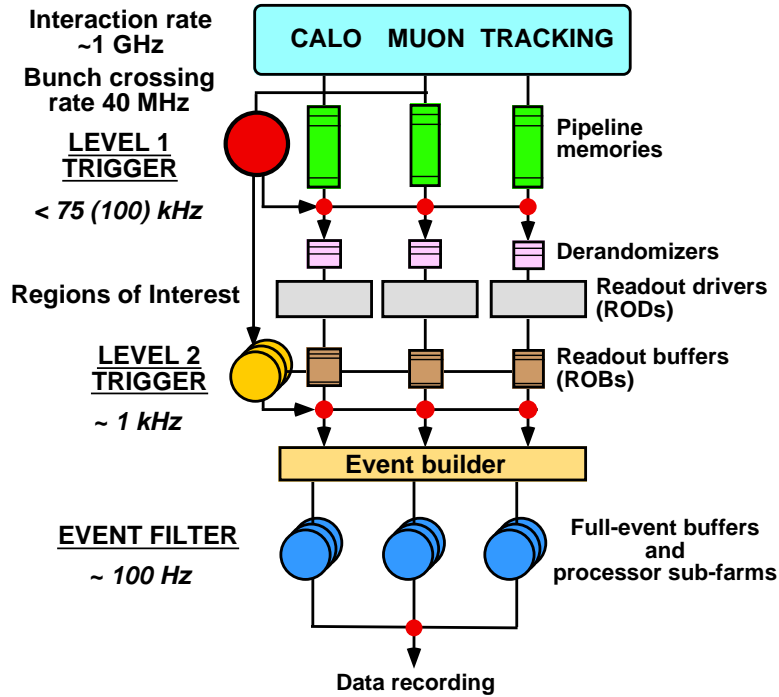 Interaction rate
~1 GHz
CALO MUON TRACKING
Bunch crossing
rate 40 MHz
LEVEL 1
TRIGGER
Pipeline
memories
< 75 (100) kHz
Derandomizers
Regions of Interest
Readout drivers
(RODs)
LEVEL 2
TRIGGER
Readout buffers
(ROBs)
~ 1 kHz
Event builder
EVENT FILTER
~ 100 Hz
Full-event buffers
and
processor sub-farms
Data recording